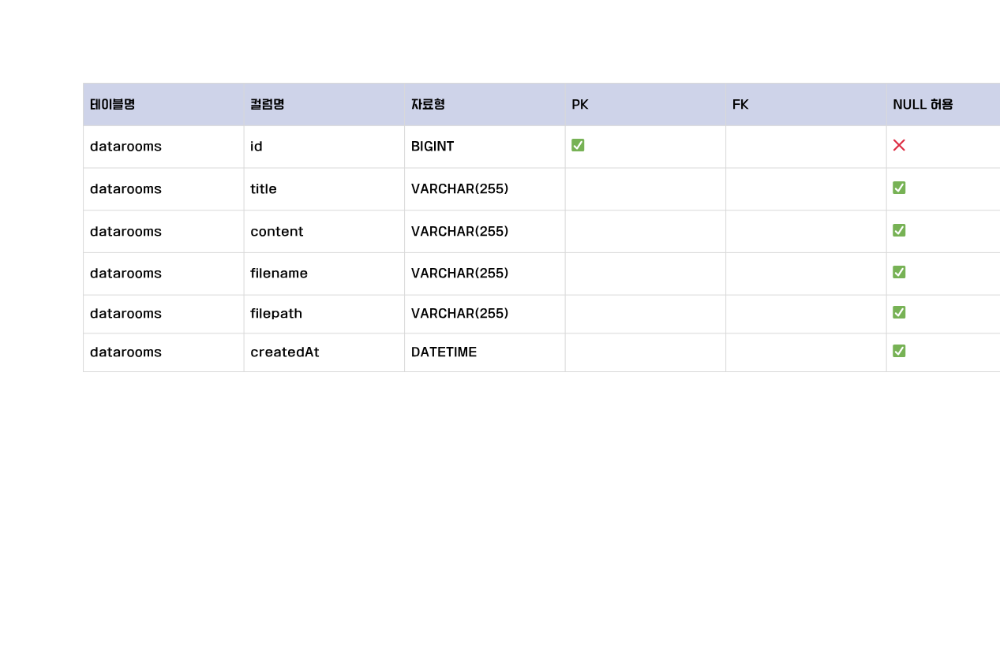 테이블명 컬럼명 자료형 PK FK NULL 허용
datarooms id BIGINT ✅ ❌
datarooms title VARCHAR(255) ✅
datarooms content VARCHAR(255) ✅
datarooms filename VARCHAR(255) ✅
datarooms filepath VARCHAR(255) ✅
datarooms createdAt DATETIME ✅